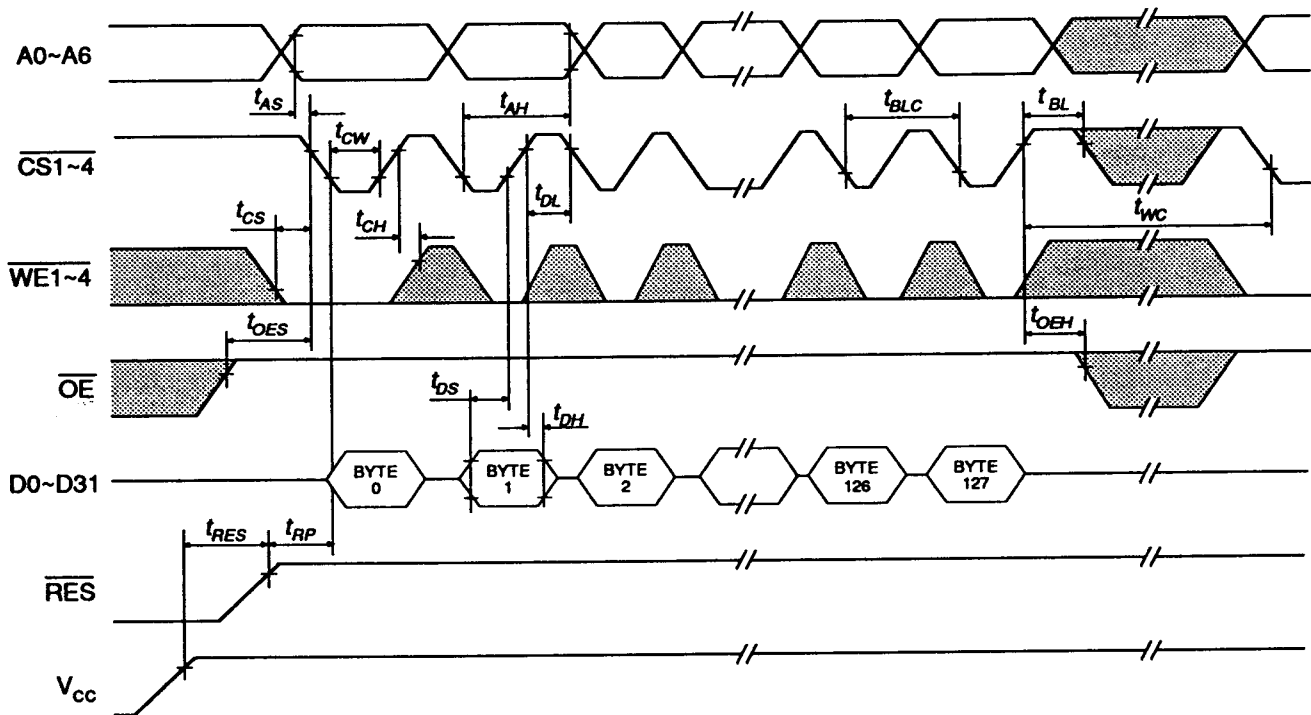 A0~A6
tAS
tAH
tBLC
tBL
CS1~4
tCW
tDL
tWC
tCS
tCH
WE1~4
tOES
tOEH
OE
tDS
tDH
D0~D31
BYTE 0
BYTE 1
BYTE 2
BYTE 126
BYTE 127
tRES
tRP
RES
VCC